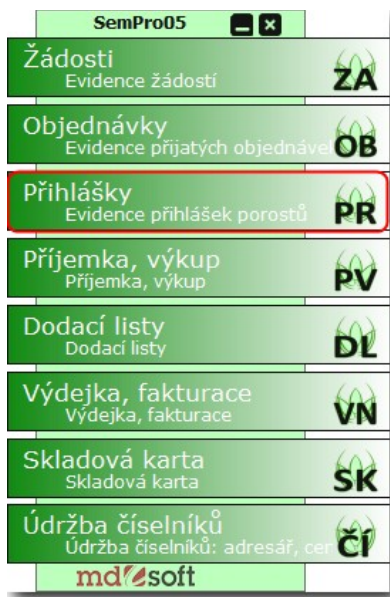 SemPro05
Žádosti
Evidence žádostí
ZA
Objednávky
Evidence přijatých objednáve
OB
Přihlášky
Evidence přihlášek porostů
PR
Příjemka, výkup
Příjemka, výkup
PV
Dodací listy
Dodací listy
DL
Výdejka, fakturace
Výdejka, fakturace
VN
Skladová karta
Skladová karta
SK
Údržba číselníků
Údržba číselníků: adresář, cen
ČÍ
mdsoft